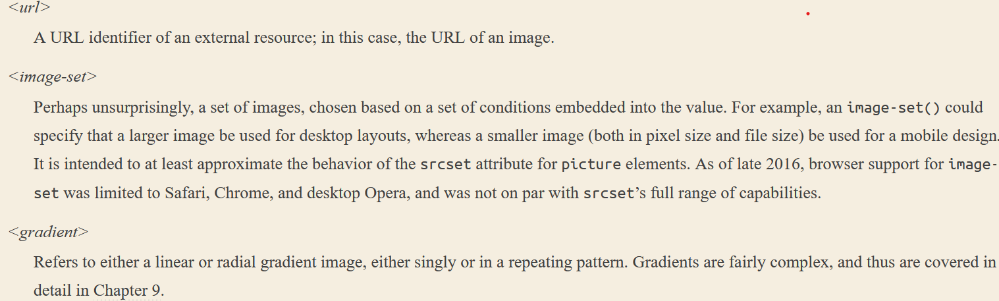 <url>
A URL identifier of an external resource; in this case, the URL of an image.
<image-set>
Perhaps unsurprisingly, a set of images, chosen based on a set of conditions embedded into the value. For example, an image-set() could
specify that a larger image be used for desktop layouts, whereas a smaller image (both in pixel size and file size) be used for a mobile design.
It is intended to at least approximate the behavior of the srcset attribute for picture elements. As of late 2016, browser support for image-
set was limited to Safari, Chrome, and desktop Opera, and was not on par with srcset’s full range of capabilities.
<gradient>
Refers to either a linear or radial gradient image, either singly or in a repeating pattern. Gradients are fairly complex, and thus are covered in
detail in Chapter 9.